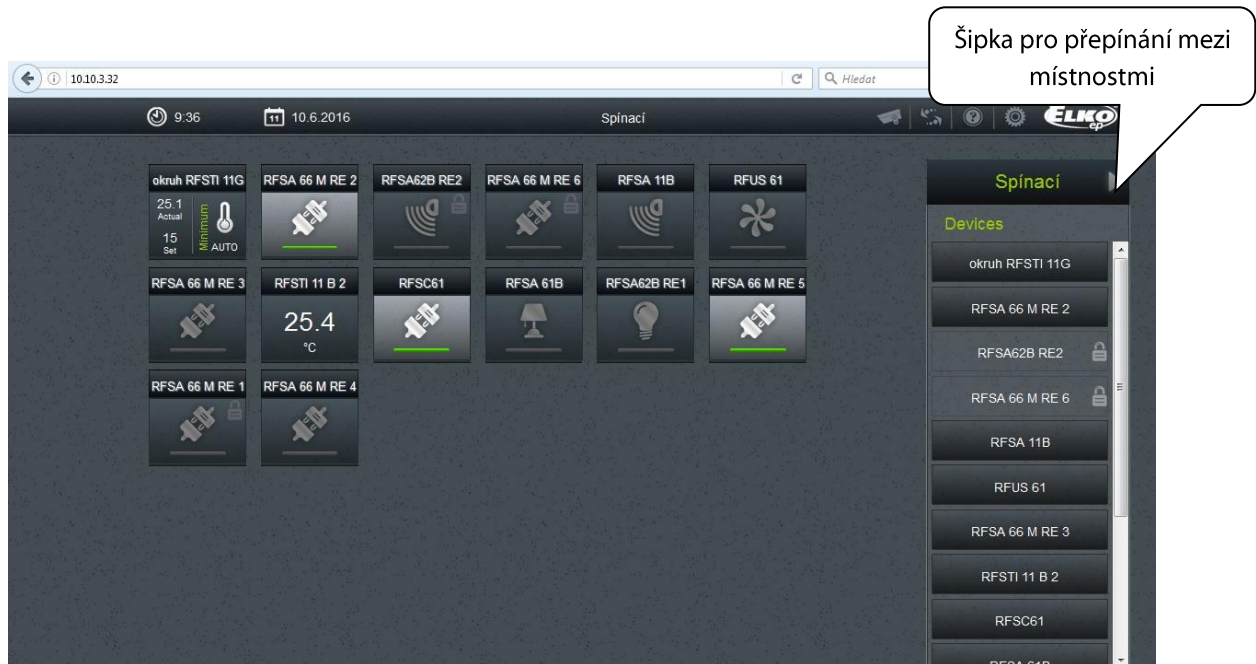 Šipka pro přepínání mezi
místnostmi
10.10.3.32
Hledat
9:36
11
10.6.2016
Spínací
ELKO
ep
okruh RFSTI 11G
25.1
Actual
15
Set
Minimum
AUTO
RFSA 66 M RE 2
RFSA62B RE2
RFSA 66 M RE 6
RFSA 11B
RFUS 61
RFSA 66 M RE 3
RFSTI 11 B 2
25.4
°C
RFSC61
RFSA 61B
RFSA62B RE1
RFSA 66 M RE 5
RFSA 66 M RE 1
RFSA 66 M RE 4
Spínací
Devices
okruh RFSTI 11G
RFSA 66 M RE 2
RFSA62B RE2
RFSA 66 M RE 6
RFSA 11B
RFUS 61
RFSA 66 M RE 3
RFSTI 11 B 2
RFSC61
RFSA 61B